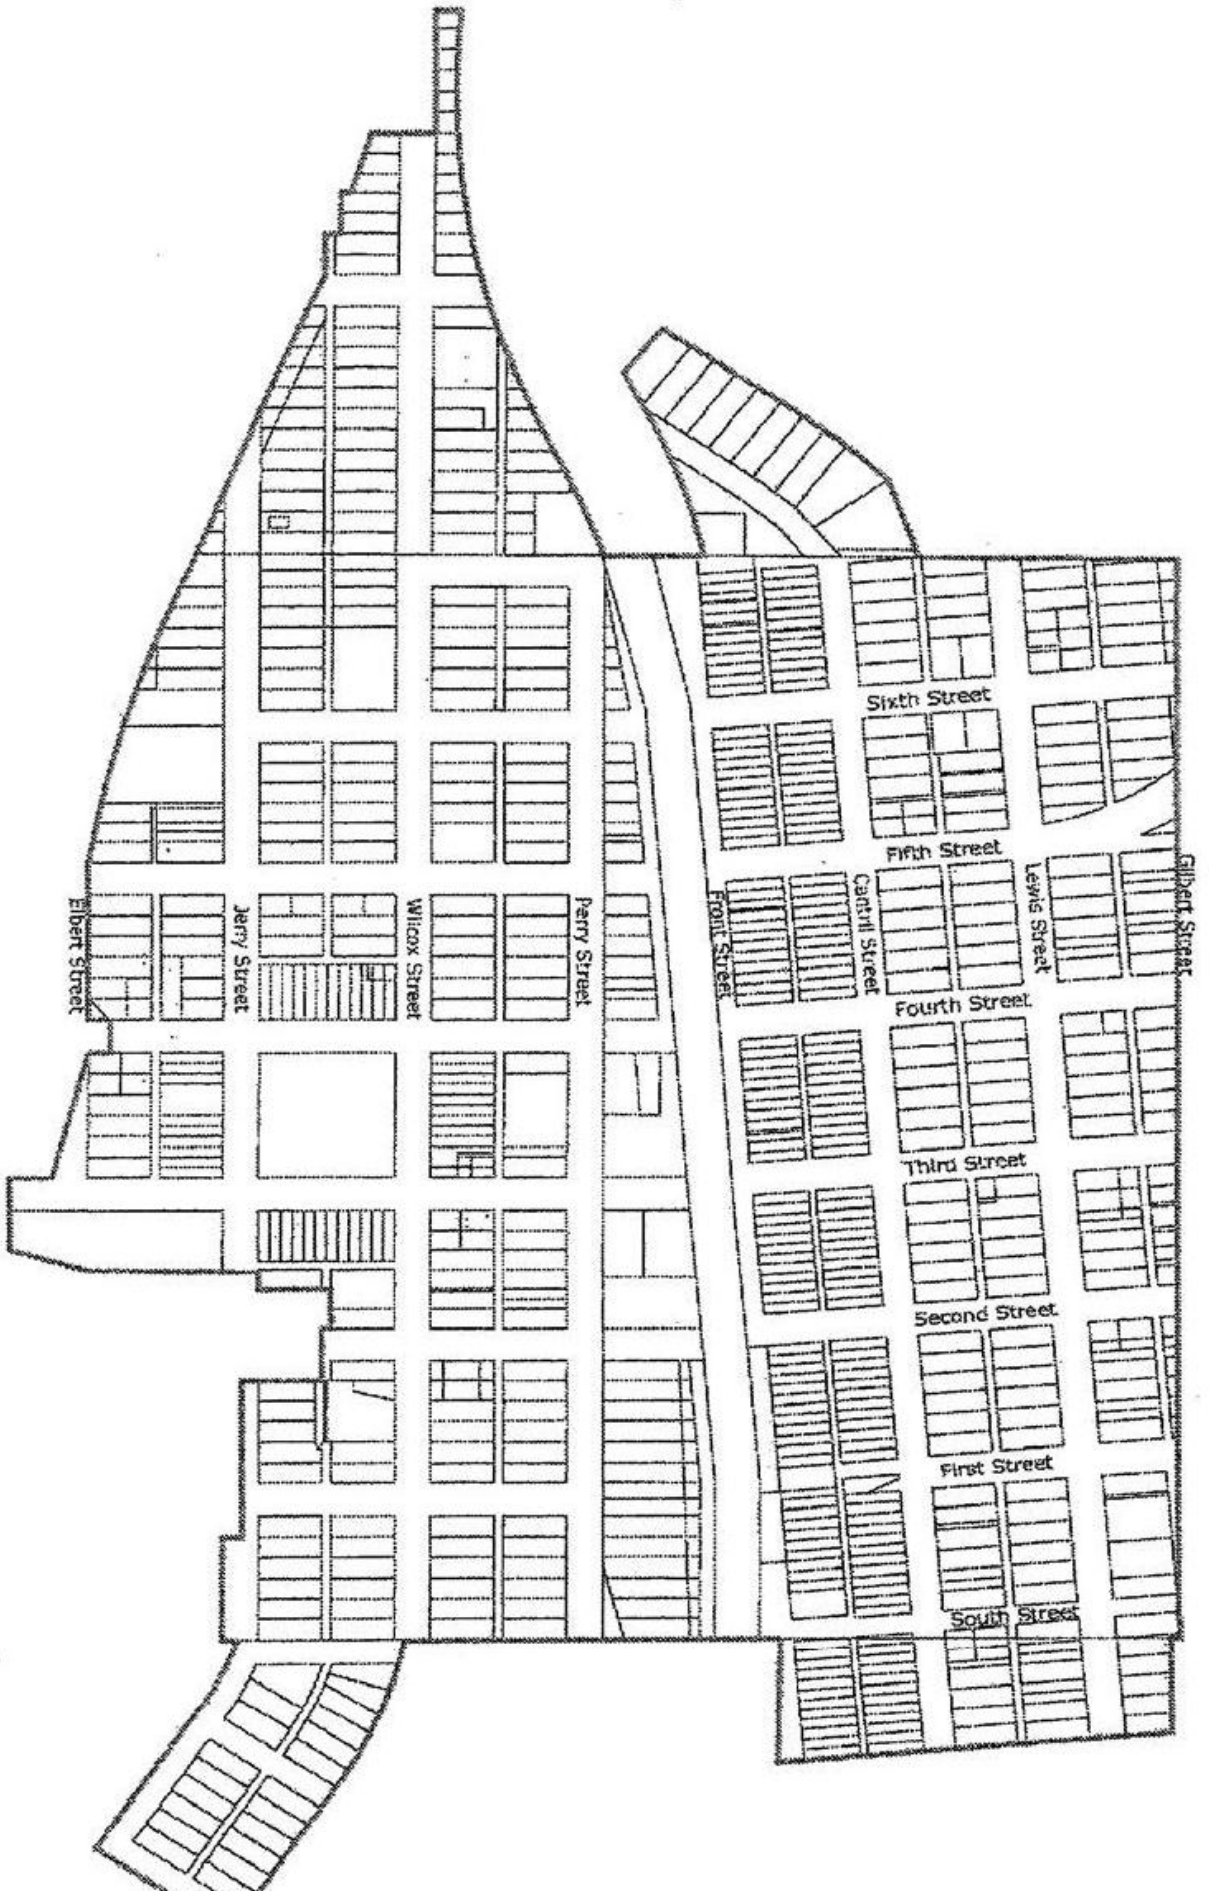 Sixth Street
Fifth Street
Elbert Street
Jerry Street
Wilcox Street
Perry Street
Front Street
Cantril Street
Lewis Street
Gilbert Street
Fourth Street
Third Street
Second Street
First Street
South Street